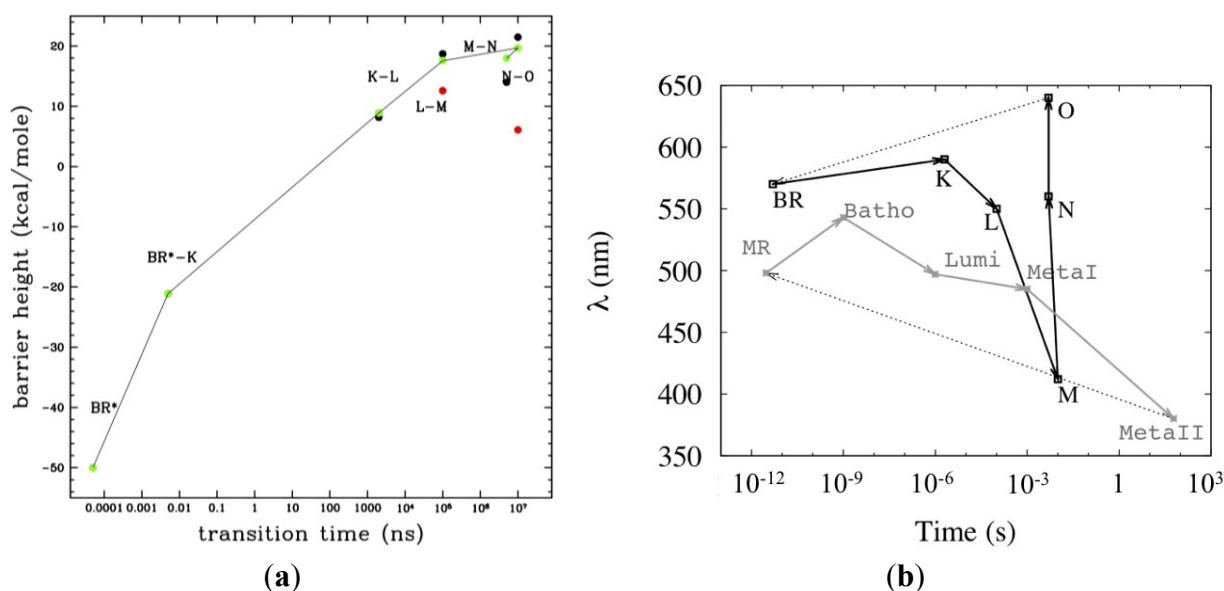 20
10
0
-10
-20
-30
-40
-50
barrier height (kcal/mole)
M-N
K-L
N-O
L-M
BR*-K
BR*
0.0001 0.001 0.01 0.1 1 10 100 1000 10⁴ 10⁵ 10⁶ 10⁷
transition time (ns)
(a)
650
600
550
500
450
400
350
λ (nm)
O
K
BR
N
Batho
L
MR
Lumi
MetaI
M
MetaII
10⁻¹² 10⁻⁹ 10⁻⁶ 10⁻³ 1 10³
Time (s)
(b)